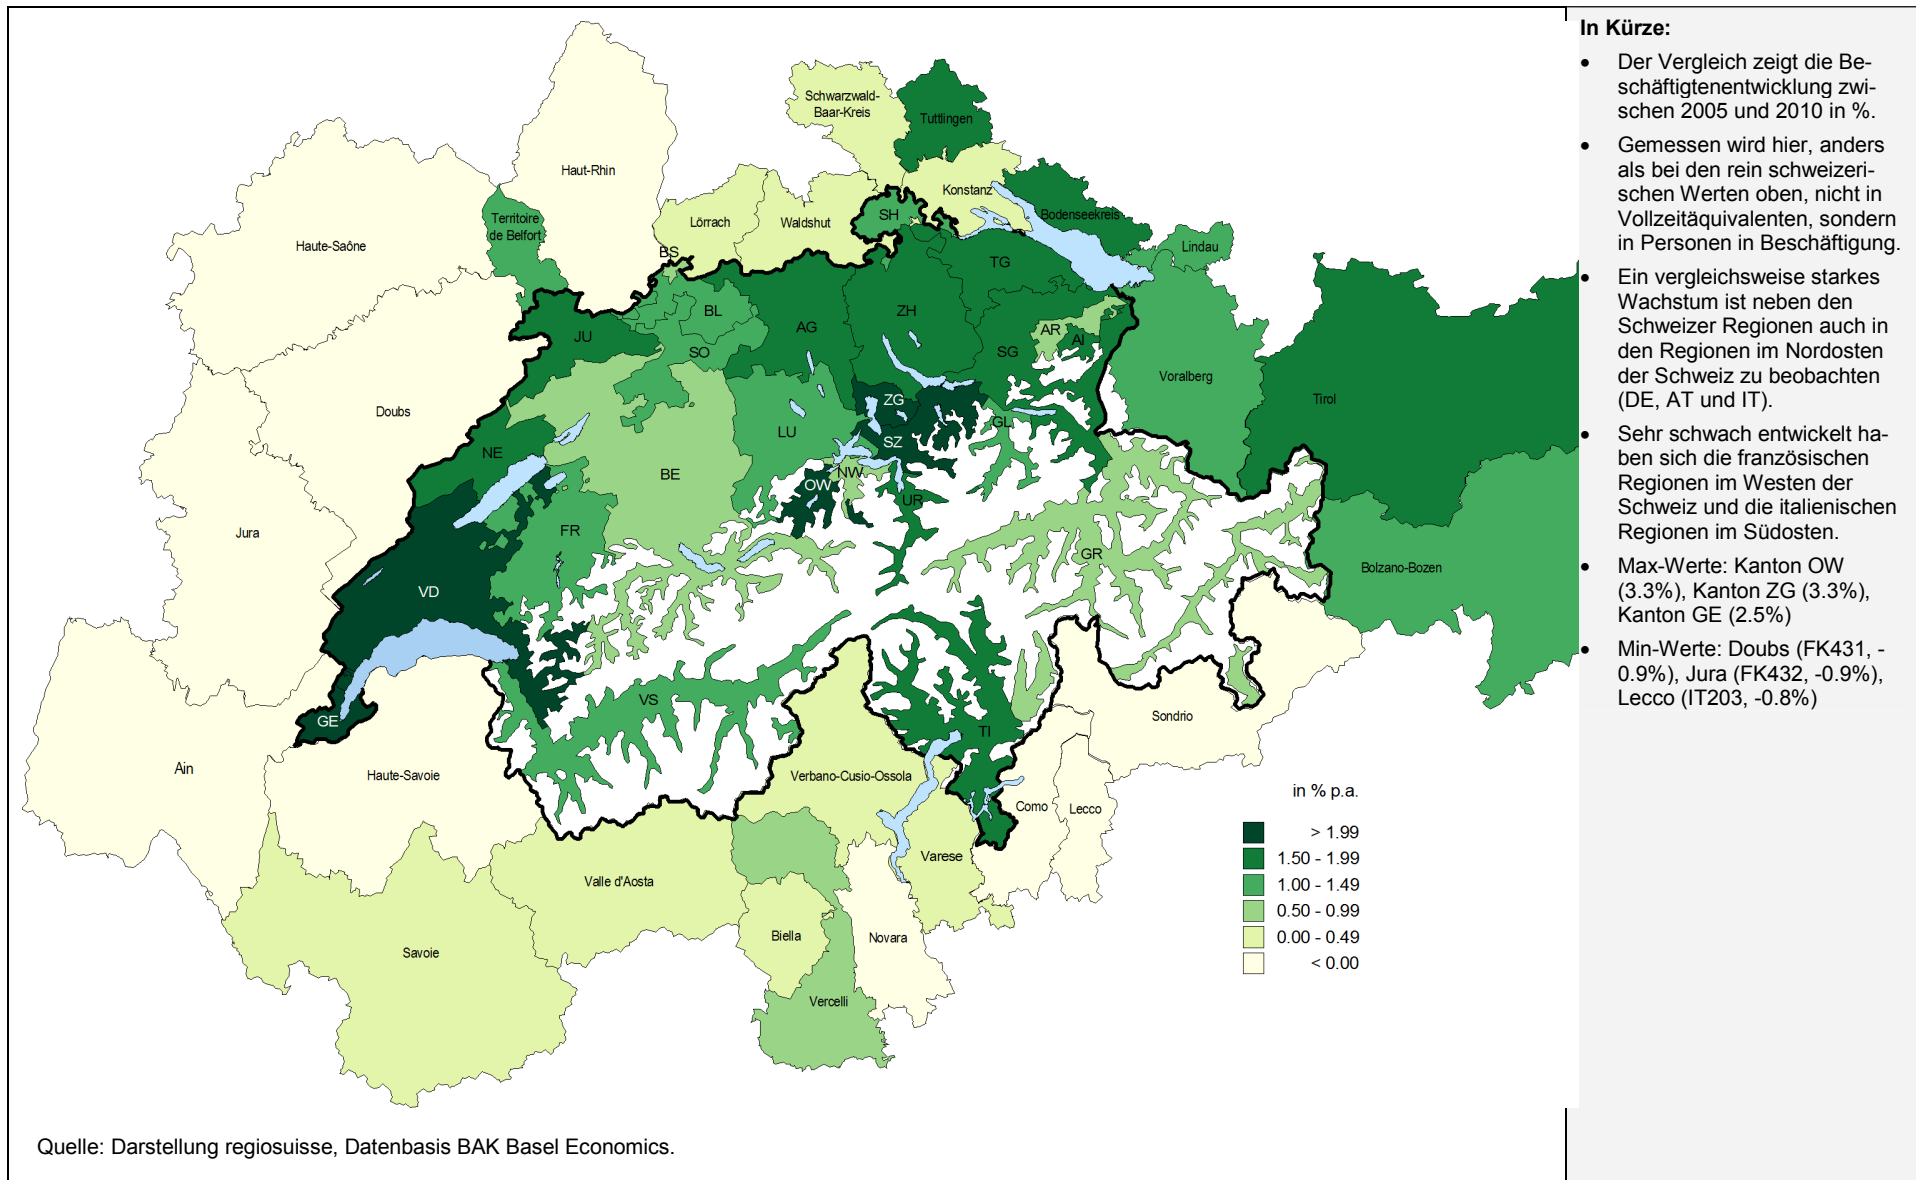 Schwarzwald-
Baar-Kreis
Tuttlingen
Haut-Rhin
Konstanz
Lörrach
Waldshut
SH
Bodenseekreis
Territoire
de Belfort
Haute-Saône
Lindau
BS
TG
BL
AG
ZH
JU
AR
AI
SO
SG
Voralberg
Tirol
Doubs
ZG
GL
LU
SZ
NE
BE
NW
OW
UR
Jura
FR
GR
Bolzano-Bozen
VD
VS
GE
TI
Sondrio
Ain
Haute-Savoie
Verbano-Cusio-Ossola
Como
Lecco
Varese
Valle d'Aosta
Biella
Novara
Savoie
Vercelli
in % p.a.
> 1.99
1.50 - 1.99
1.00 - 1.49
0.50 - 0.99
0.00 - 0.49
< 0.00
Quelle: Darstellung regiosuisse, Datenbasis BAK Basel Economics.
In Kürze:
• Der Vergleich zeigt die Be-
schäftigtenentwicklung zwi-
schen 2005 und 2010 in %.
• Gemessen wird hier, anders
als bei den rein schweizeri-
schen Werten oben, nicht in
Vollzeitäquivalenten, sondern
in Personen in Beschäftigung.
• Ein vergleichsweise starkes
Wachstum ist neben den
Schweizer Regionen auch in
den Regionen im Nordosten
der Schweiz zu beobachten
(DE, AT und IT).
• Sehr schwach entwickelt ha-
ben sich die französischen
Regionen im Westen der
Schweiz und die italienischen
Regionen im Südosten.
• Max-Werte: Kanton OW
(3.3%), Kanton ZG (3.3%),
Kanton GE (2.5%)
• Min-Werte: Doubs (FK431, -
0.9%), Jura (FK432, -0.9%),
Lecco (IT203, -0.8%)